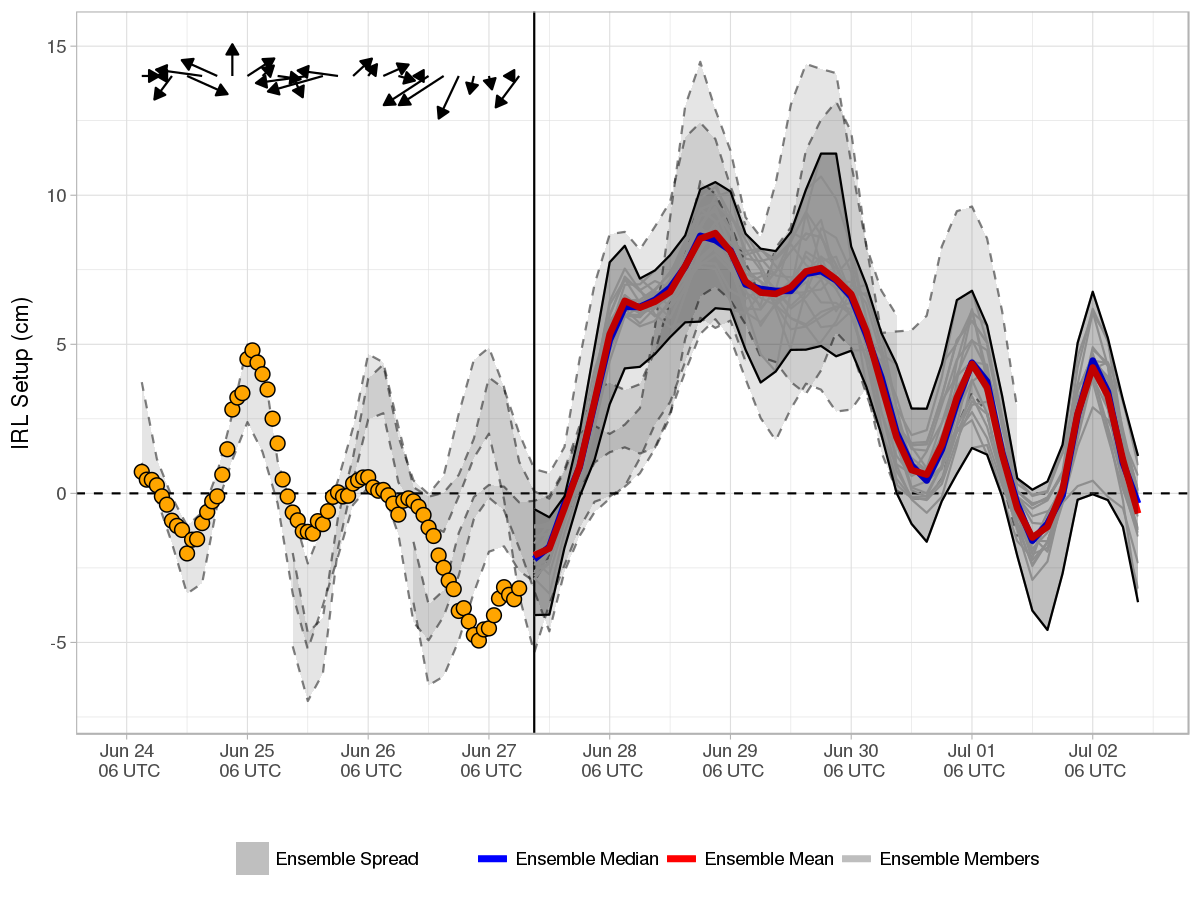 15
10
5
0
-5
IRL Setup (cm)
Jun 24 Jun 25 Jun 26 Jun 27 Jun 28 Jun 29 Jun 30 Jul 01 Jul 02
06 UTC 06 UTC 06 UTC 06 UTC 06 UTC 06 UTC 06 UTC 06 UTC 06 UTC
Ensemble Spread Ensemble Median Ensemble Mean Ensemble Members